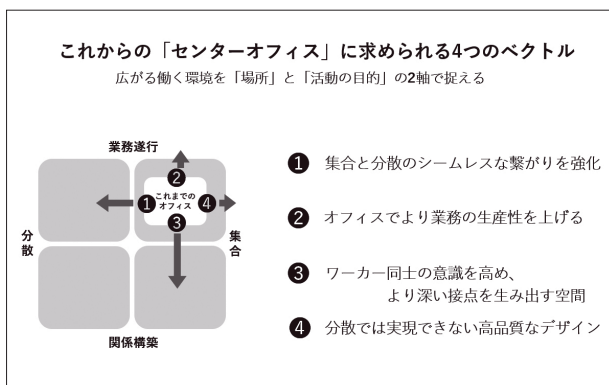 これからの「センターオフィス」に求められる4つのベクトル
広がる働く環境を「場所」と「活動の目的」の2軸で捉える
業務遂行
分散
集合
関係構築
これまでの
オフィス
1
2
3
4
❶ 集合と分散のシームレスな繋がりを強化
❷ オフィスでより業務の生産性を上げる
❸ ワーカー同士の意識を高め、
より深い接点を生み出す空間
❹ 分散では実現できない高品質なデザイン